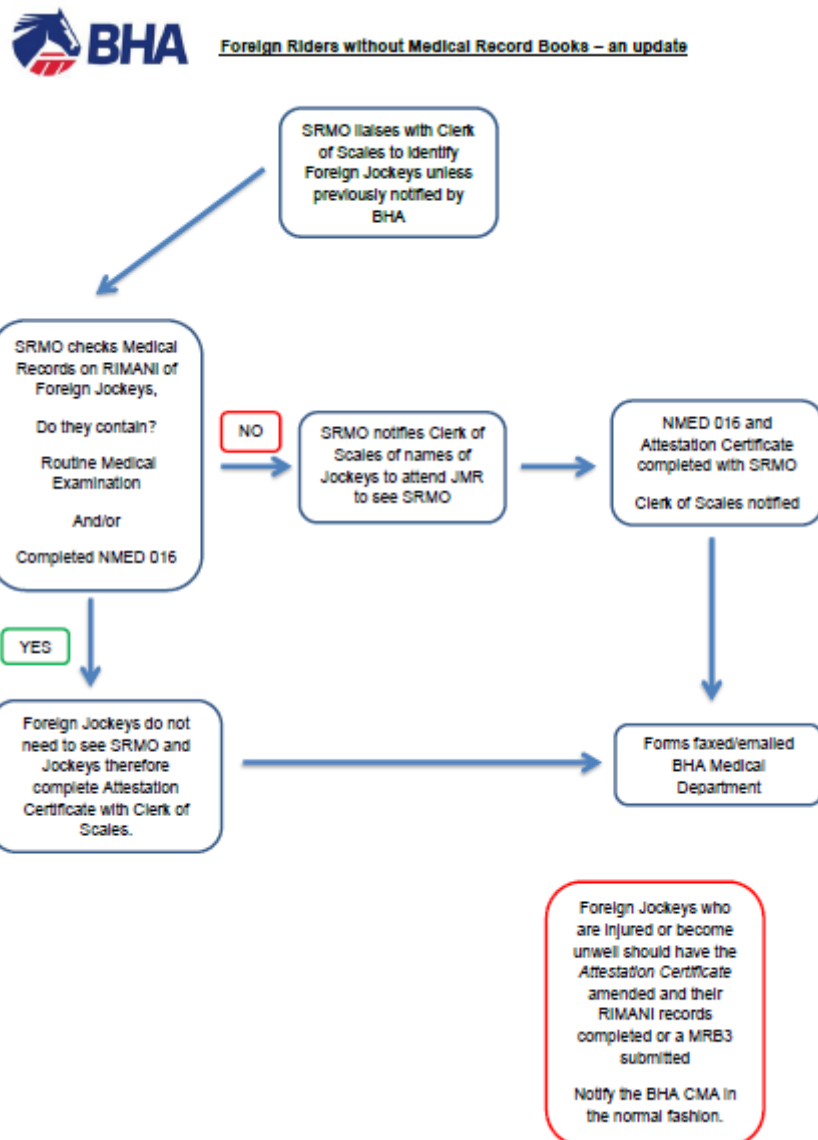 BHA
Foreign Riders without Medical Record Books – an update
SRMO liaises with Clerk
of Scales to identify
Foreign Jockeys unless
previously notified by
BHA
SRMO checks Medical
Records on RIMANI of
Foreign Jockeys,
Do they contain?
Routine Medical
Examination
And/or
Completed NMED 016
NO
SRMO notifies Clerk of
Scales of names of
Jockeys to attend JMR
to see SRMO
NMED 016 and
Attestation Certificate
completed with SRMO
Clerk of Scales notified
YES
Foreign Jockeys do not
need to see SRMO and
Jockeys therefore
complete Attestation
Certificate with Clerk of
Scales.
Forms faxed/emailed
BHA Medical
Department
Foreign Jockeys who
are injured or become
unwell should have the
Attestation Certificate
amended and their
RIMANI records
completed or a MRB3
submitted
Notify the BHA CMA in
the normal fashion.